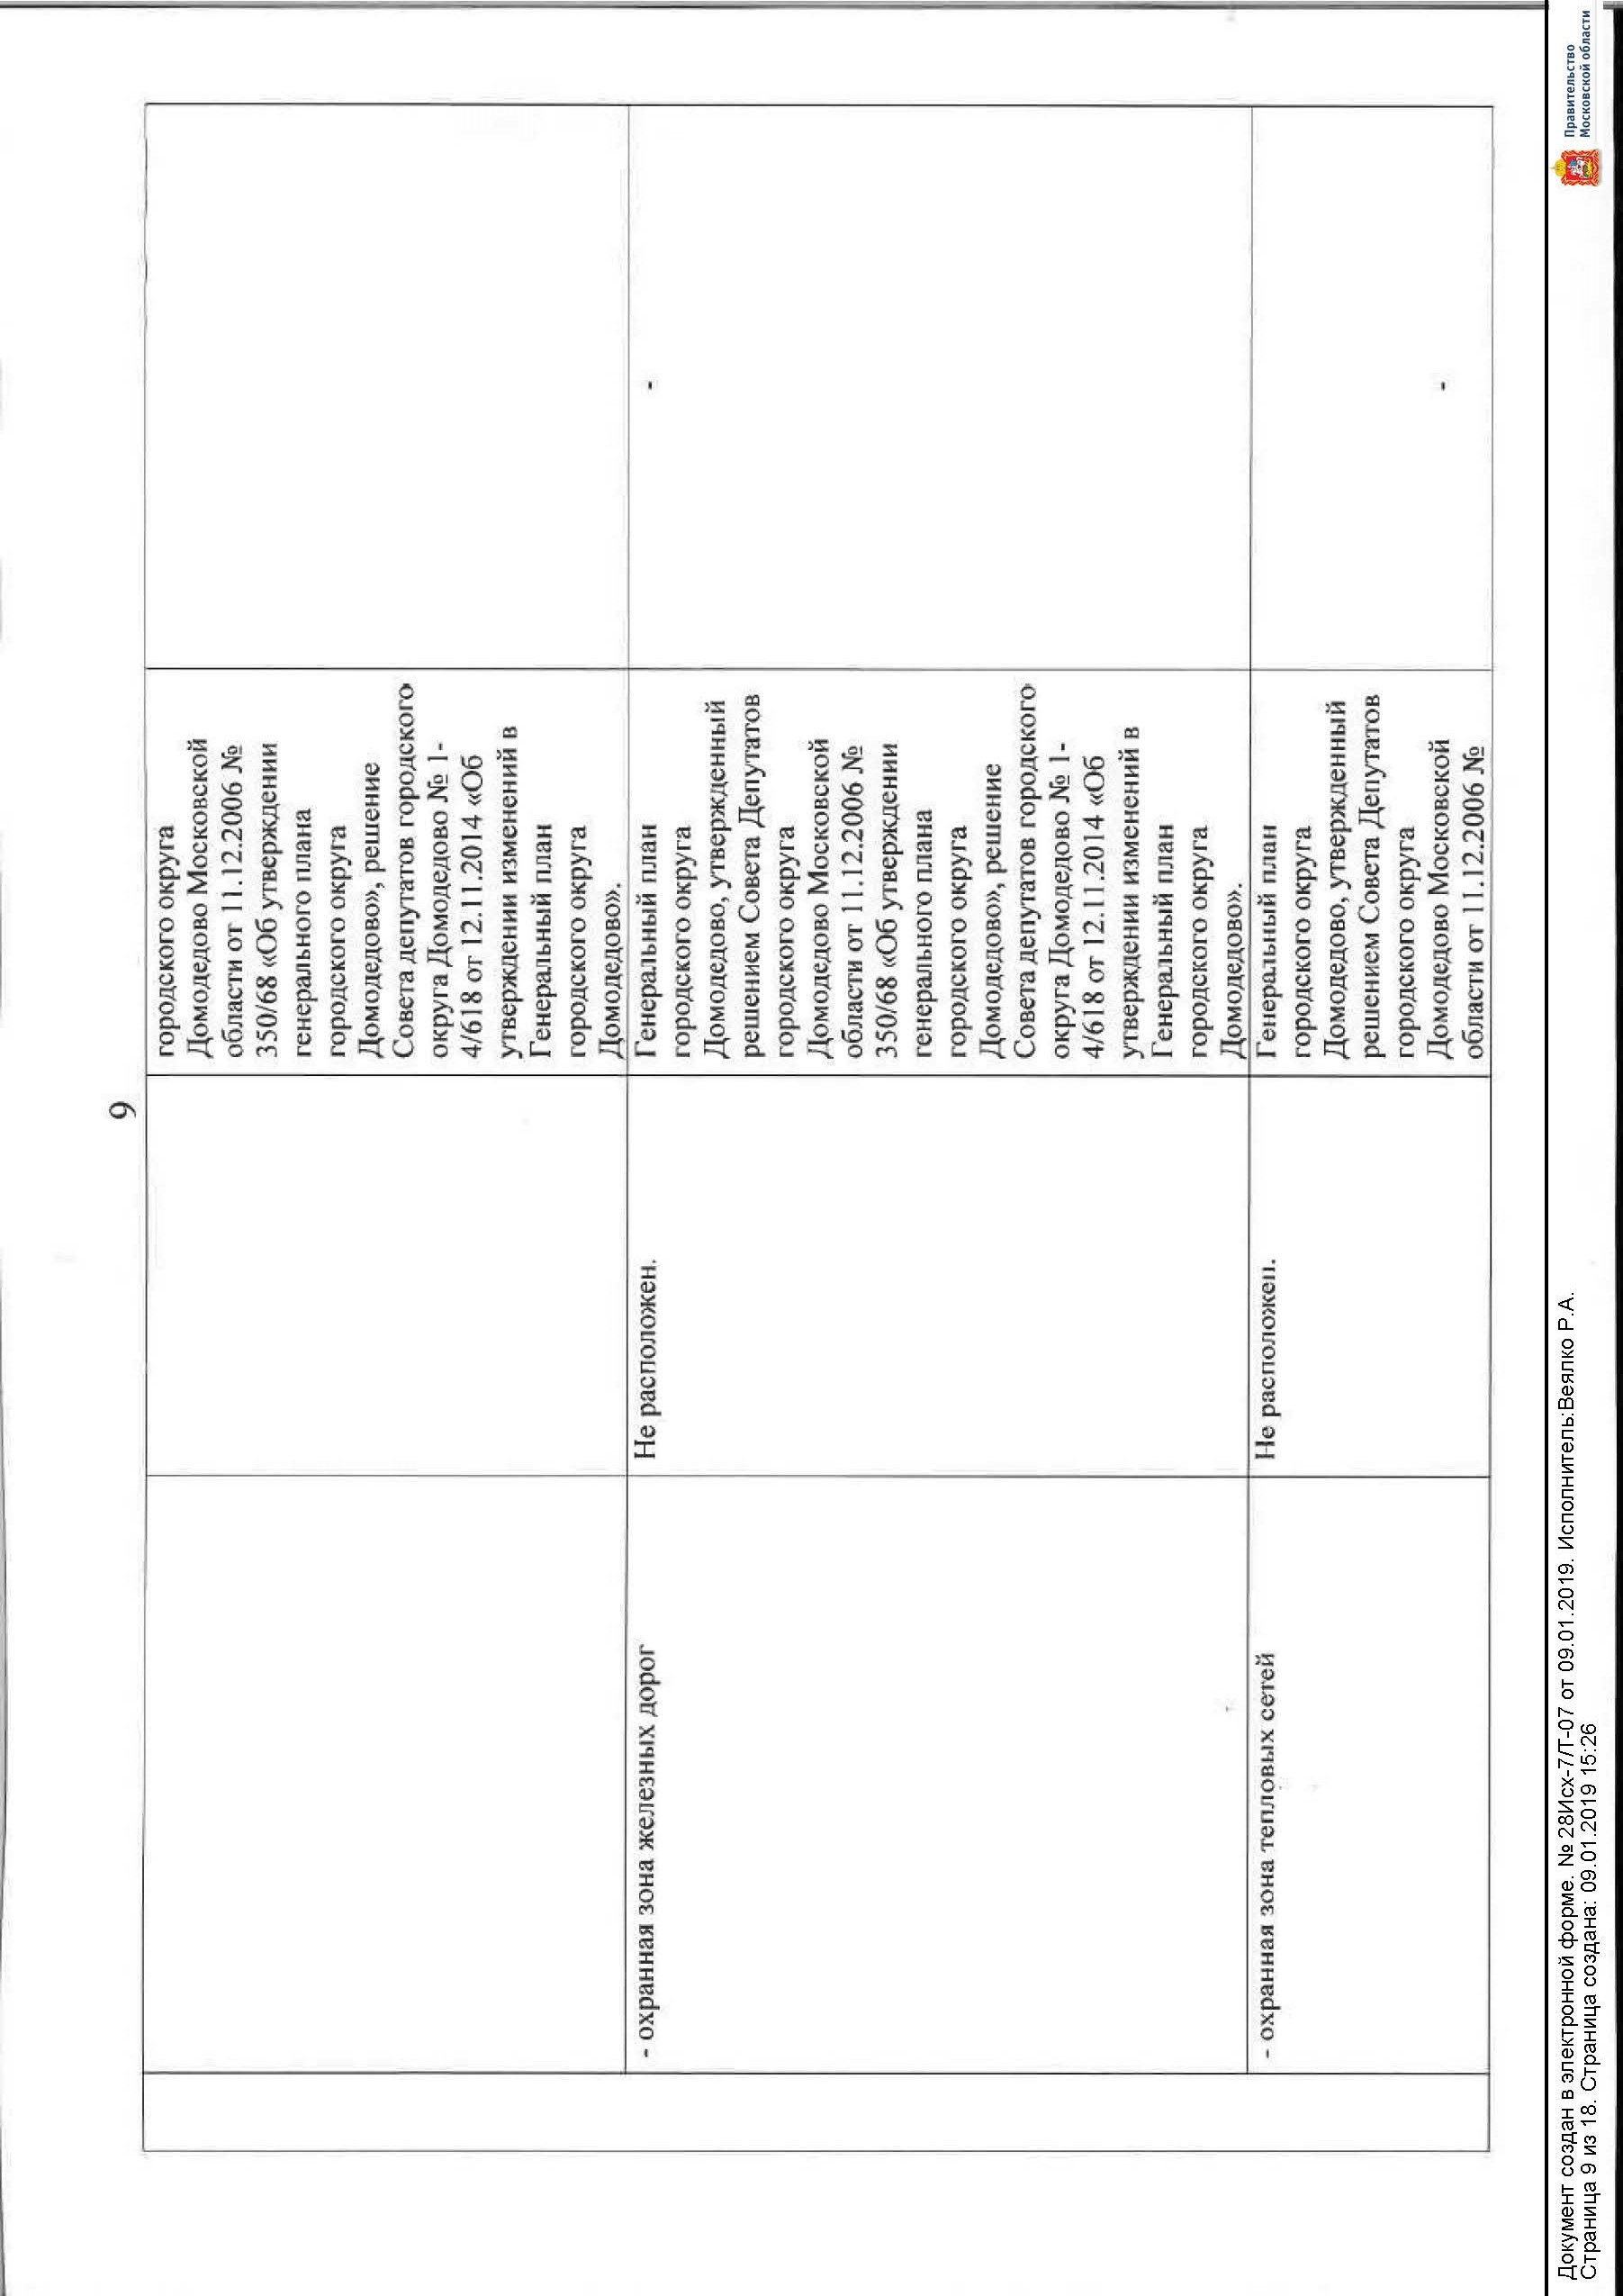 9
городского округа
Домодедово Московской
области от 11.12.2006 №
350/68 «Об утверждении
генерального плана
городского округа
Домодедово», решение
Совета депутатов городского
округа Домодедово № 1-
4/618 от 12.11.2014 «Об
утверждении изменений в
Генеральный план
городского округа
Домодедово».
- охранная зона железных дорог
Не расположен.
Генеральный план
городского округа
Домодедово, утвержденный
решением Совета Депутатов
городского округа
Домодедово Московской
области от 11.12.2006 №
350/68 «Об утверждении
генерального плана
городского округа
Домодедово», решение
Совета депутатов городского
округа Домодедово № 1-
4/618 от 12.11.2014 «Об
утверждении изменений в
Генеральный план
городского округа
Домодедово».
-
- охранная зона тепловых сетей
Не расположен.
Генеральный план
городского округа
Домодедово, утвержденный
решением Совета Депутатов
городского округа
Домодедово Московской
области от 11.12.2006 №
-
Документ создан в электронной форме. № 28Исх-7/Т-07 от 09.01.2019. Исполнитель:Веялко Р.А.
Страница 9 из 18. Страница создана: 09.01.2019 15:26
Правительство
Московской области